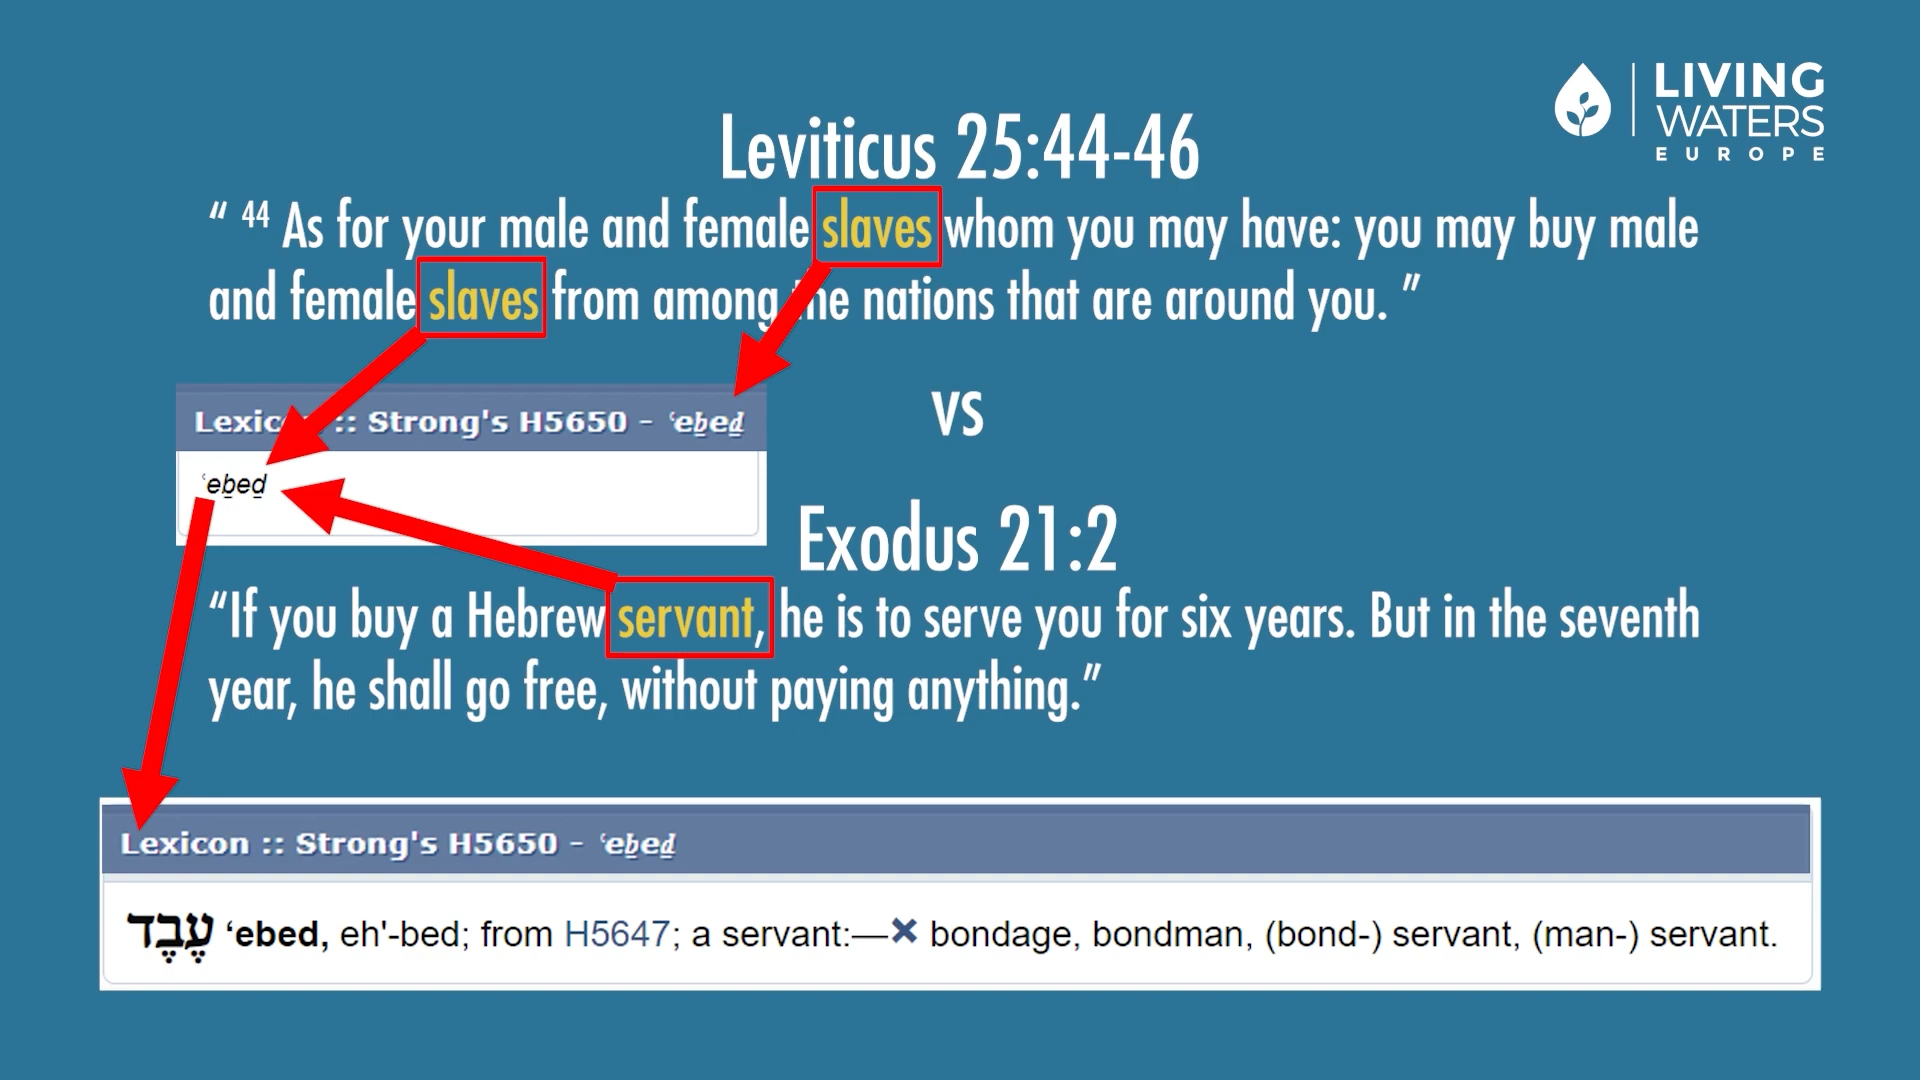 LIVING
WATERS
EUROPE
Leviticus 25:44-46
“ 44 As for your male and female slaves whom you may have: you may buy male
and female slaves from among the nations that are around you. ”
Lexicon :: Strong's H5650 - ʿeḇeḏ
ʿeḇeḏ
VS
Exodus 21:2
“If you buy a Hebrew servant, he is to serve you for six years. But in the seventh
year, he shall go free, without paying anything.”
Lexicon :: Strong's H5650 - ʿeḇeḏ
עֶבֶד ‘ebed, eh'-bed; from H5647; a servant:—× bondage, bondman, (bond-) servant, (man-) servant.